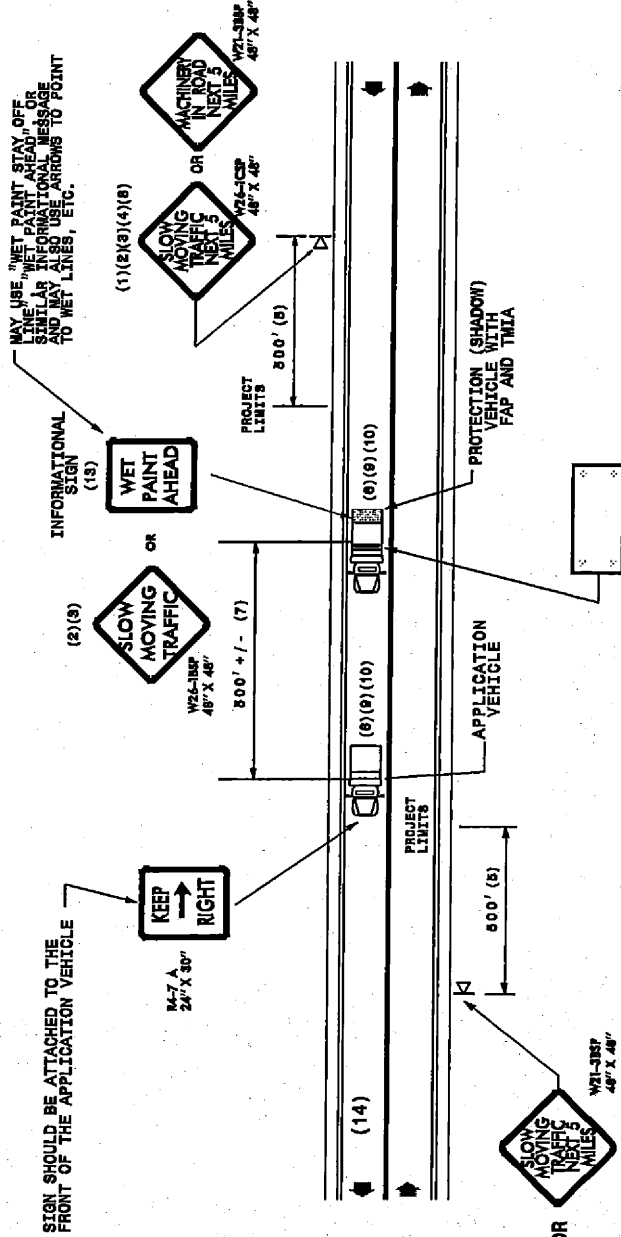 SIGN SHOULD BE ATTACHED TO THE
FRONT OF THE APPLICATION VEHICLE
KEEP
RIGHT
R4-7 A
24" X 30"
(2)(3)
SLOW
MOVING
TRAFFIC
W26-1BSP
48" X 48"
OR
INFORMATIONAL
SIGN
(13)
WET
PAINT
AHEAD
MAY USE "WET PAINT STAY OFF
LINE", "WET PAINT AHEAD", OR
SIMILAR INFORMATIONAL MESSAGE
AND MAY ALSO USE ARROWS TO POINT
TO WET LINES, ETC.
(1)(2)(3)(4)(8)
SLOW
MOVING
TRAFFIC
NEXT 5
MILES
W26-1CSP
48" X 48"
OR
MACHINERY
IN ROAD
NEXT 5
MILES
W21-3BSP
48" X 48"
500' +/- (7)
PROJECT
LIMITS
500' (5)
(14)
(6)(9)(10)
(6)(9)(10)
PROJECT
LIMITS
APPLICATION
VEHICLE
PROTECTION (SHADOW)
VEHICLE WITH
FAP AND TMIA
500' (5)
OR
SLOW
MOVING
TRAFFIC
NEXT 5
MILES
W21-3BSP
48" X 48"